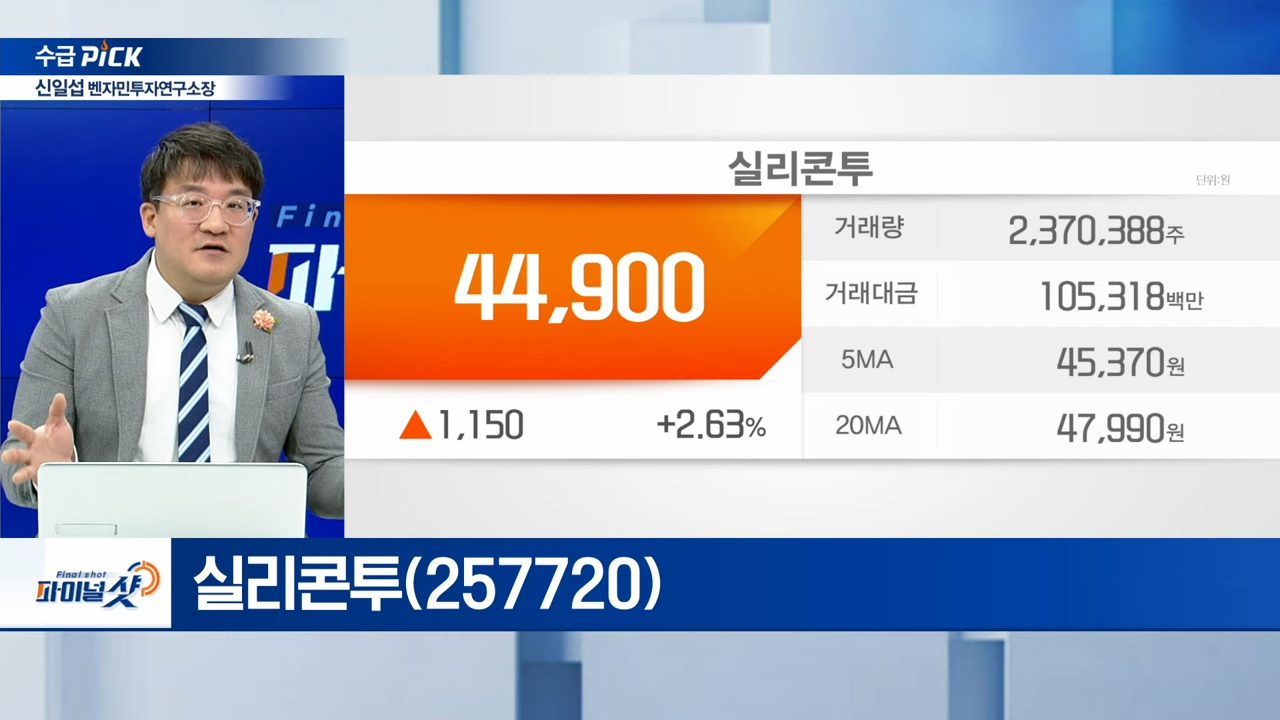 수급 PiCK
신일섭 벤자민투자연구소장
Fin
파
실리콘투
단위:원
44,900
▲1,150 +2.63%
거래량 2,370,388주
거래대금 105,318백만
5MA 45,370원
20MA 47,990원
Final shot
파이널샷
실리콘투(257720)